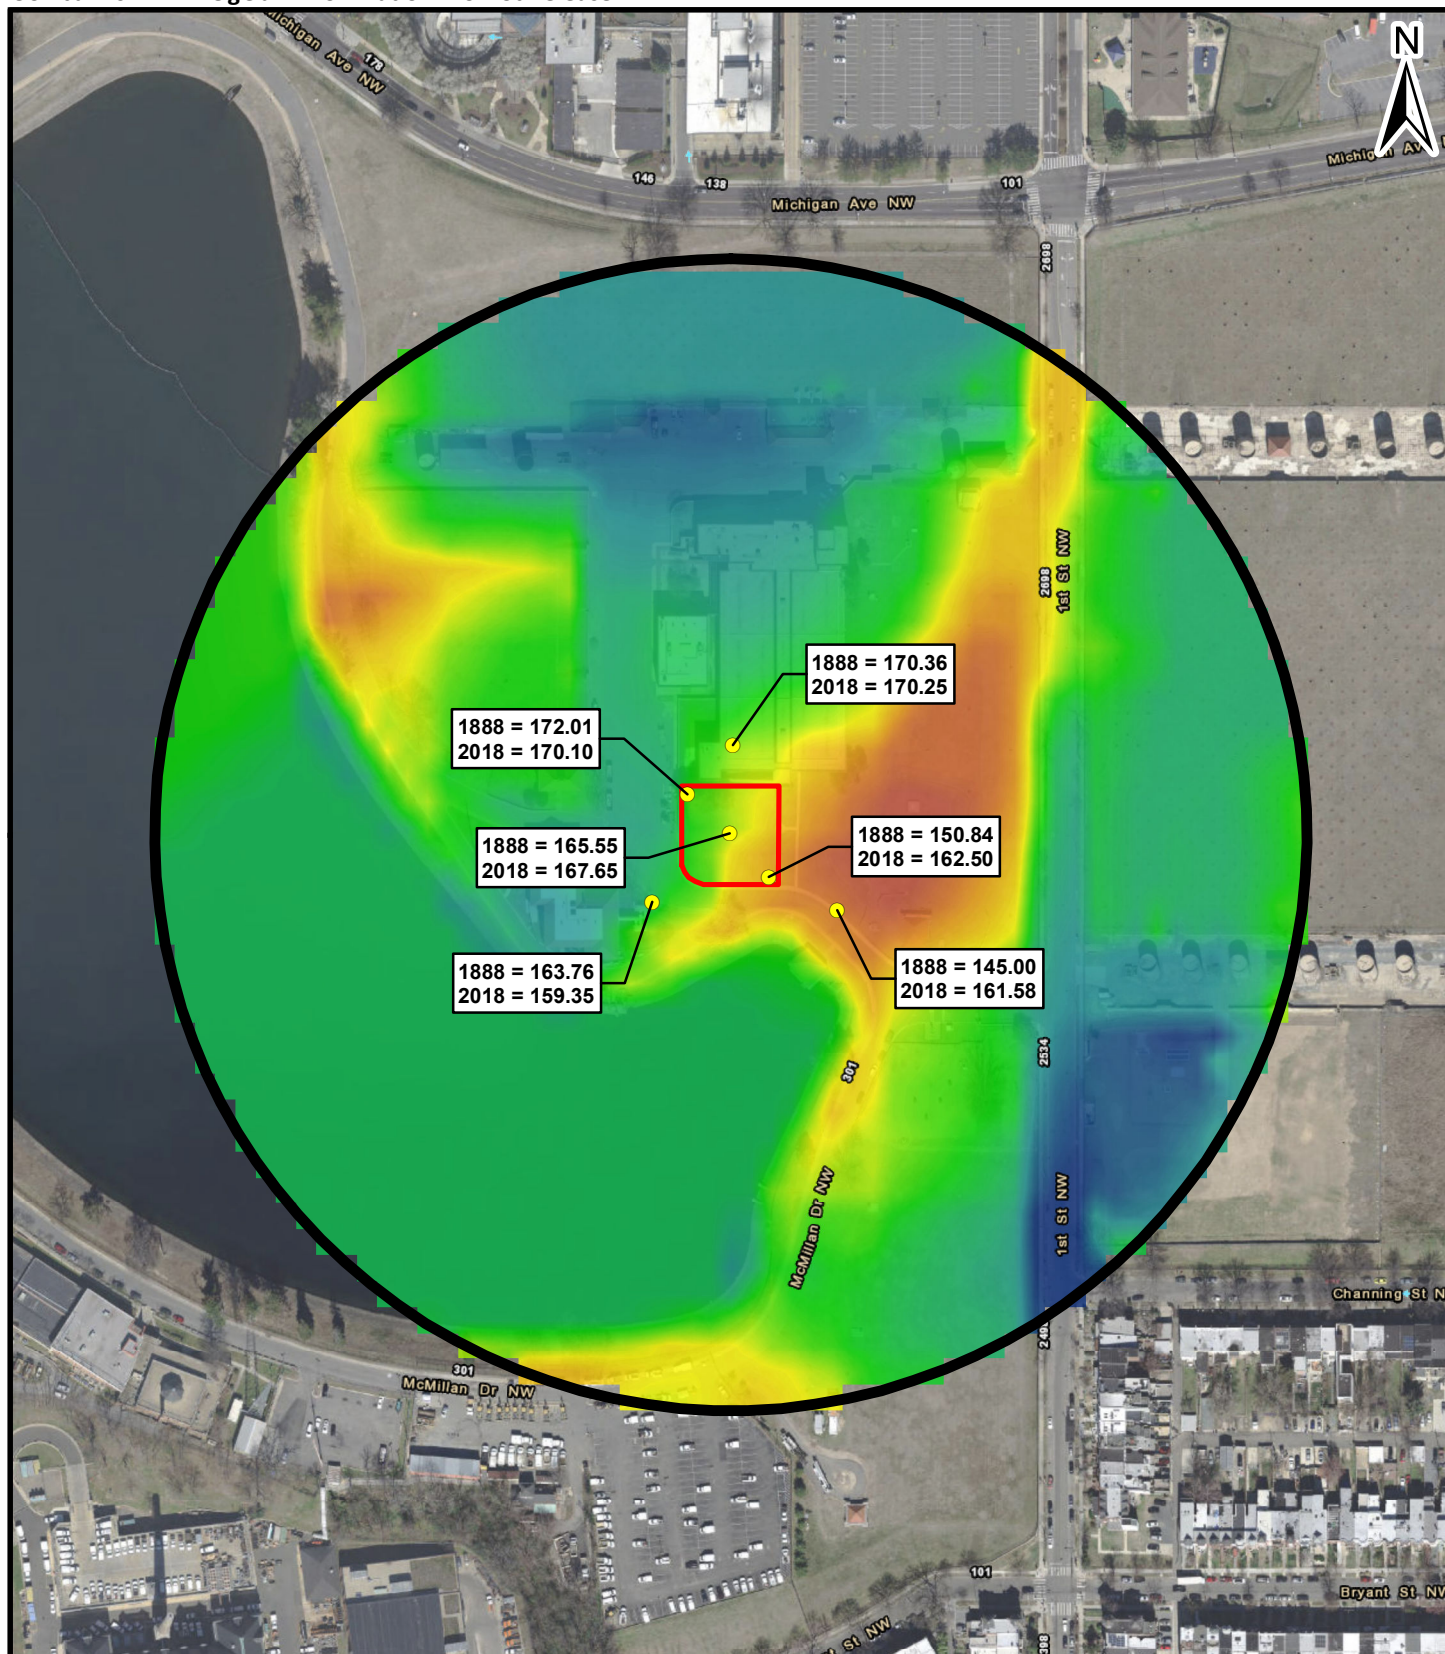 N
Michigan Ave NW
178
146
138
101
Michigan Ave NW
Michigan Av
2698
1st St NW
2698
1888 = 170.36
2018 = 170.25
1888 = 172.01
2018 = 170.10
1888 = 165.55
2018 = 167.65
1888 = 150.84
2018 = 162.50
1888 = 163.76
2018 = 159.35
1888 = 145.00
2018 = 161.58
2534
301
McMillan Dr NW
1st St NW
Channing St N
301
McMillan Dr NW
101
Bryant St NW
St NW
398